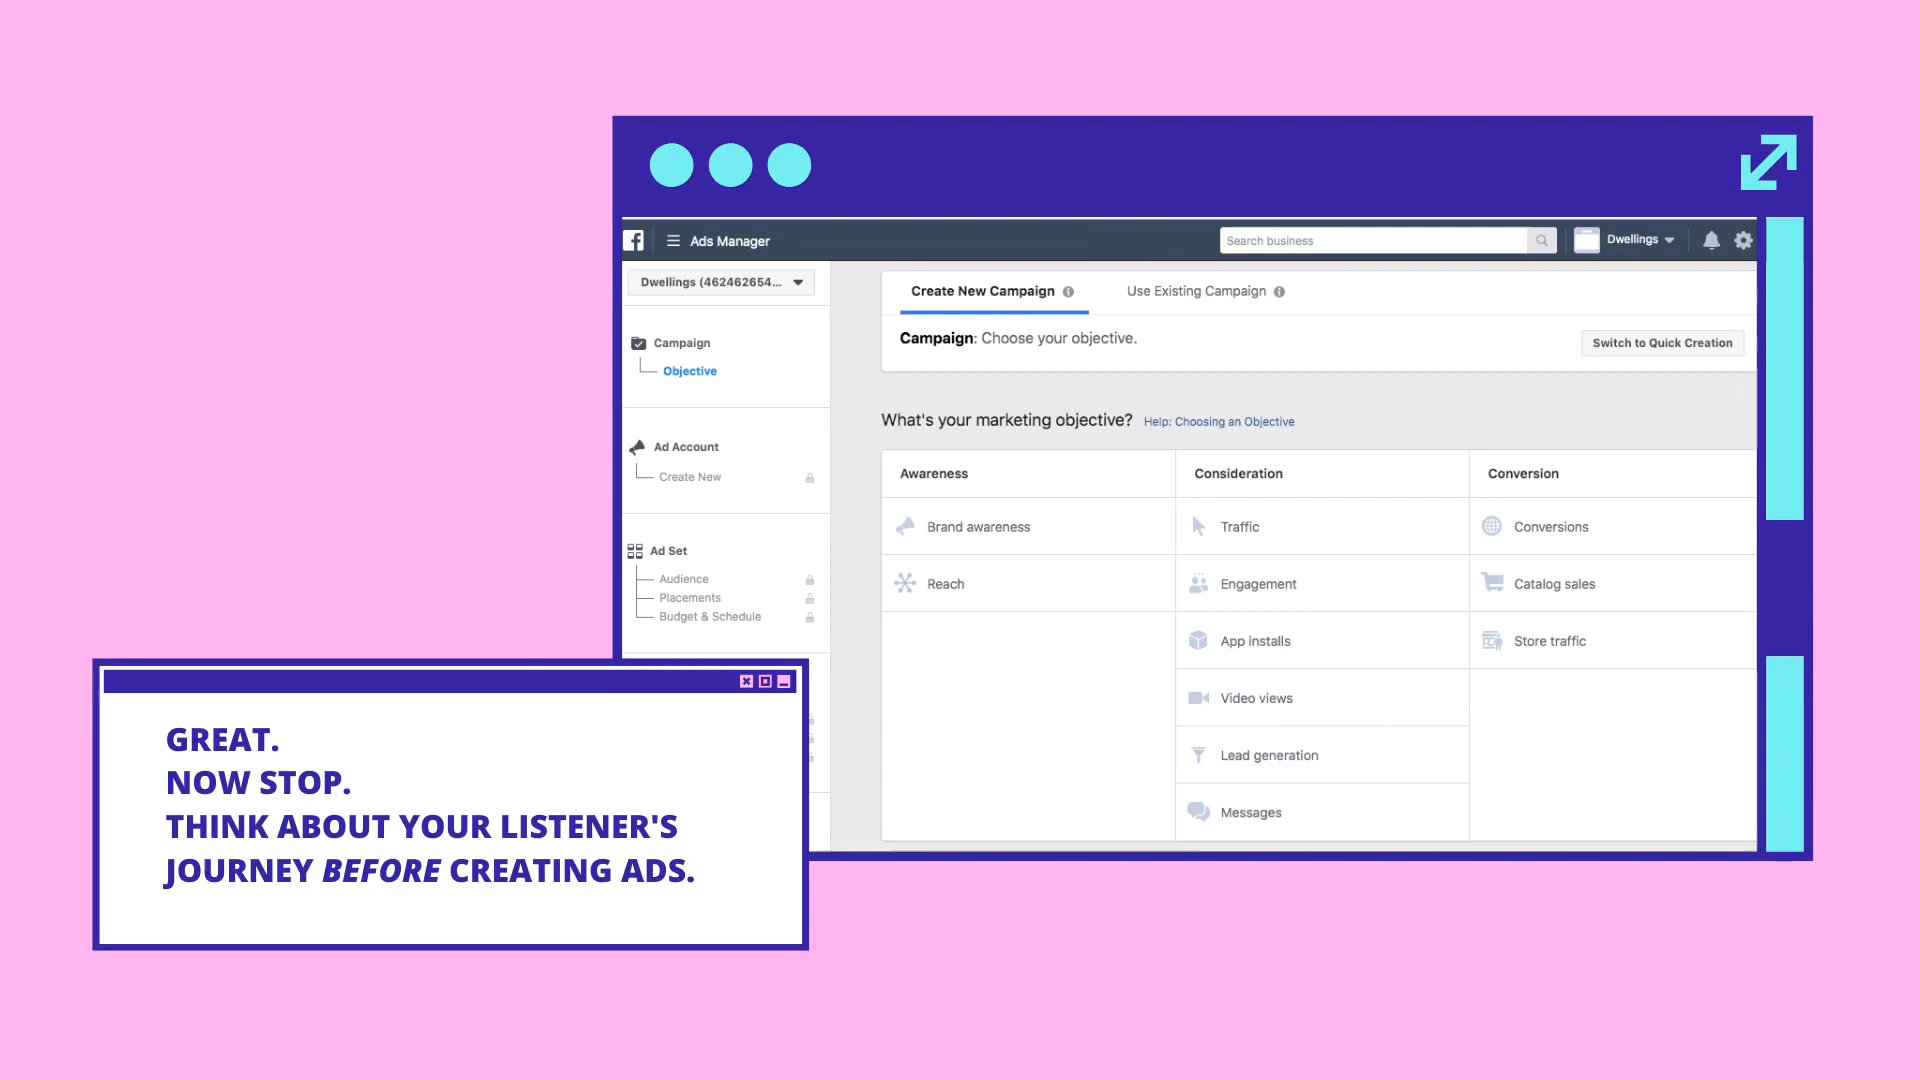 Ads Manager
Search business
Dwellings
Dwellings (462462654...
Create New Campaign
Use Existing Campaign
Campaign: Choose your objective.
Switch to Quick Creation
Campaign
Objective
What's your marketing objective?
Help: Choosing an Objective
Ad Account
Create New
Ad Set
Audience
Placements
Budget & Schedule
Awareness
Consideration
Conversion
Brand awareness
Traffic
Conversions
Reach
Engagement
Catalog sales
App installs
Store traffic
Video views
Lead generation
Messages
GREAT.
NOW STOP.
THINK ABOUT YOUR LISTENER'S
JOURNEY BEFORE CREATING ADS.